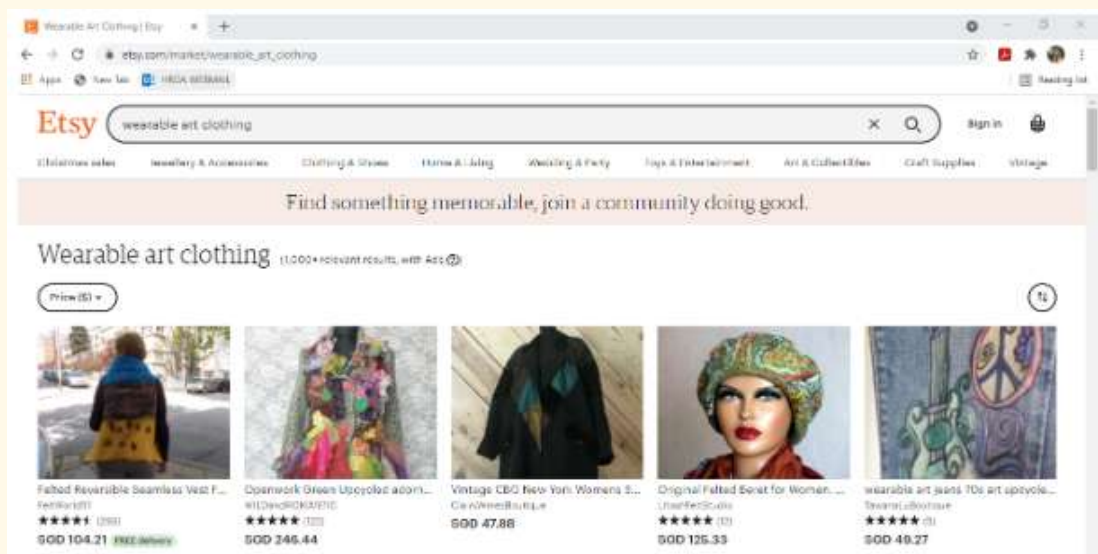 Wearable Art Clothing | Etsy
etsy.com/market/wearable_art_clothing
Apps New Tab
Reading list
Etsy
wearable art clothing
Sign in
Christmas sales Jewellery & Accessories Clothing & Shoes Home & Living Wedding & Party Toys & Entertainment Art & Collectibles Craft Supplies Vintage
Find something memorable, join a community doing good.
Wearable art clothing (1,000+ relevant results, with Ads)
Price ($)
Felted Reversible Seamless Vest F... Openwork Green Upcycled adorn... Vintage CBO New York Womens S... Original Felted Beret for Women. ... wearable art jeans 70s art upcycle...
SGD 104.21 FREE delivery SGD 246.44 SGD 47.88 SGD 125.33 SGD 49.27